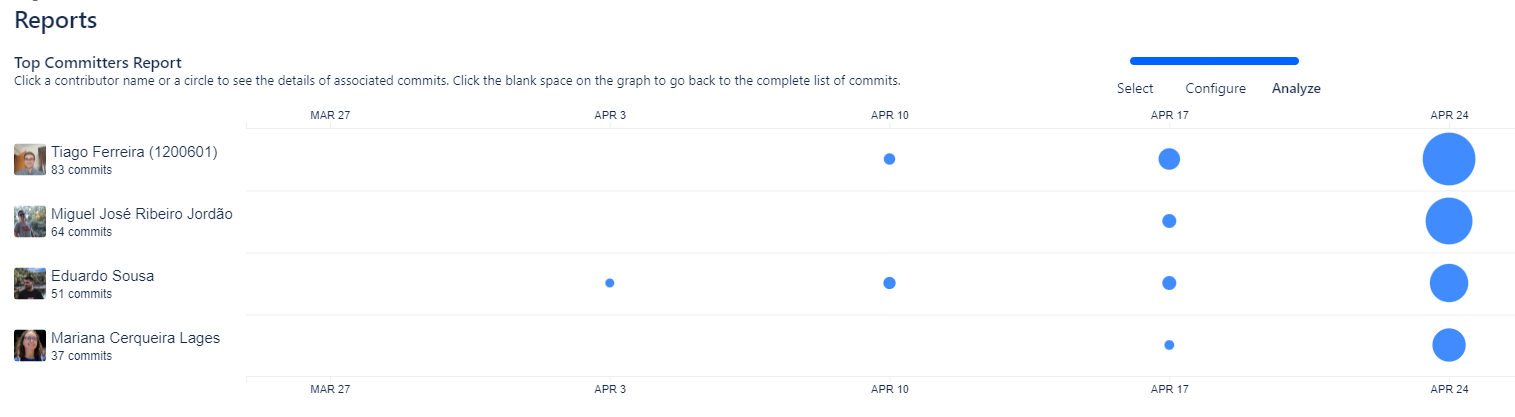 Reports
Top Committers Report
Click a contributor name or a circle to see the details of associated commits. Click the blank space on the graph to go back to the complete list of commits.
Select Configure Analyze
MAR 27 APR 3 APR 10 APR 17 APR 24
Tiago Ferreira (1200601)
83 commits
Miguel José Ribeiro Jordão
64 commits
Eduardo Sousa
51 commits
Mariana Cerqueira Lages
37 commits
MAR 27 APR 3 APR 10 APR 17 APR 24